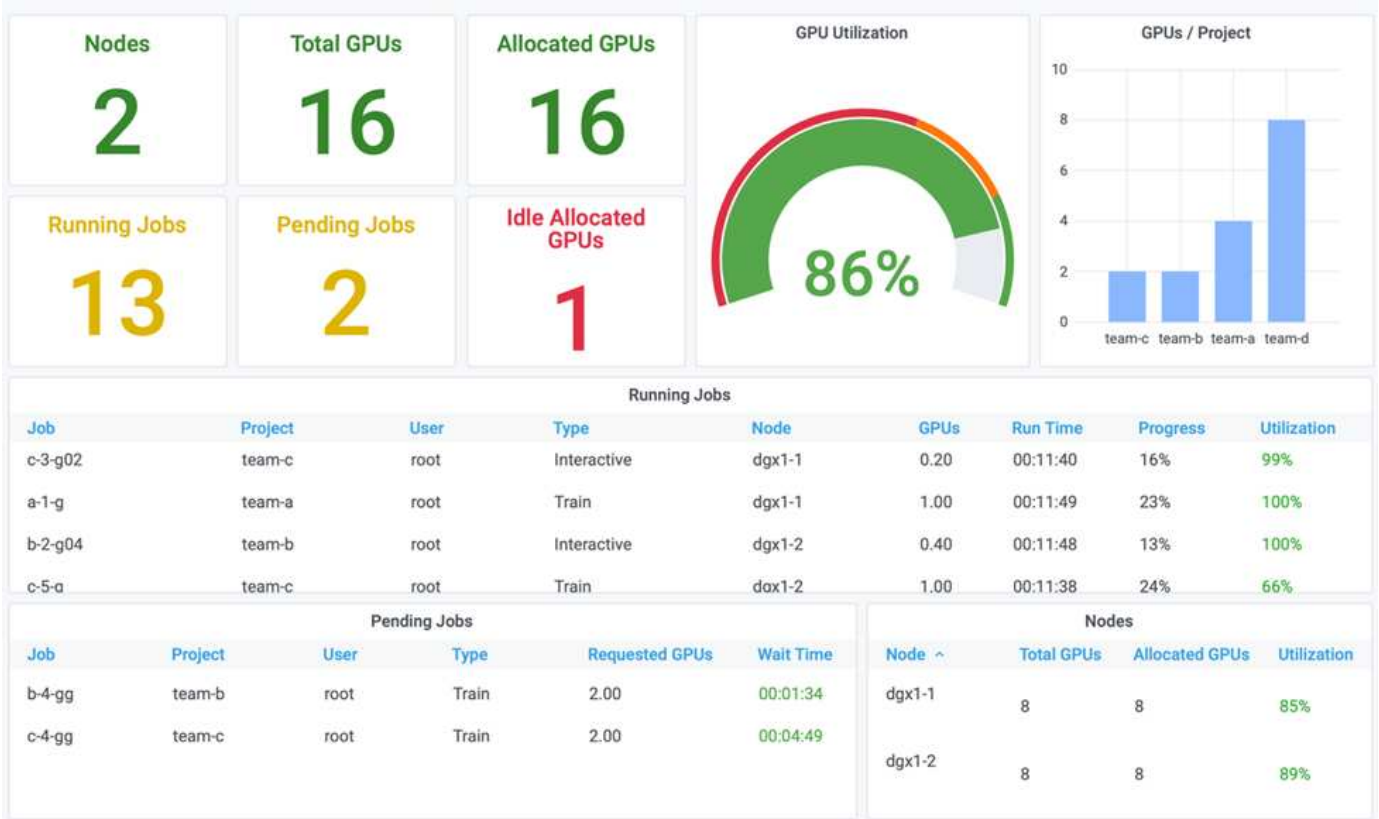 Nodes
2
Total GPUs
16
Allocated GPUs
16
Running Jobs
13
Pending Jobs
2
Idle Allocated
GPUs
1
GPU Utilization
86%
GPUs / Project
10
8
6
4
2
0
team-c team-b team-a team-d
Running Jobs
Job Project User Type Node GPUs Run Time Progress Utilization
c-3-g02 team-c root Interactive dgx1-1 0.20 00:11:40 16% 99%
a-1-g team-a root Train dgx1-1 1.00 00:11:49 23% 100%
b-2-g04 team-b root Interactive dgx1-2 0.40 00:11:48 13% 100%
c-5-g team-c root Train dgx1-2 1.00 00:11:38 24% 66%
Pending Jobs
Job Project User Type Requested GPUs Wait Time
b-4-gg team-b root Train 2.00 00:01:34
c-4-gg team-c root Train 2.00 00:04:49
Nodes
Node Total GPUs Allocated GPUs Utilization
dgx1-1 8 8 85%
dgx1-2 8 8 89%